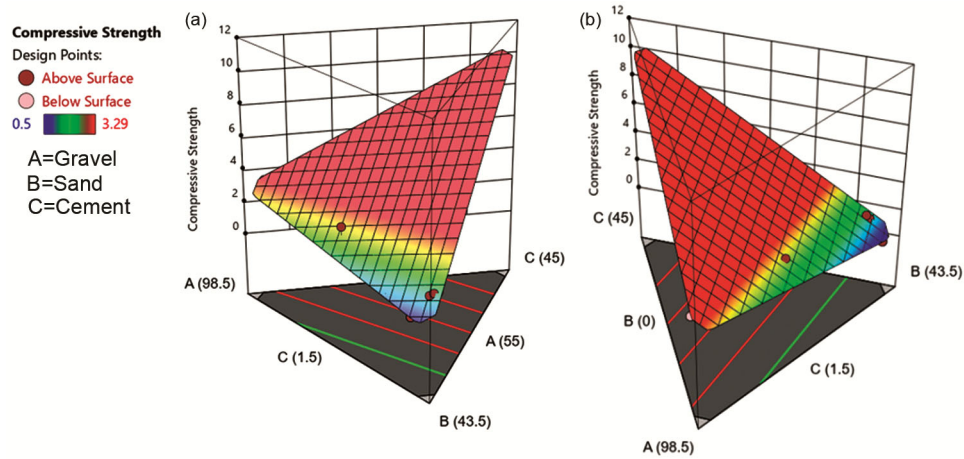 Compressive Strength
Design Points:
Above Surface
Below Surface
0.5 3.29
A=Gravel
B=Sand
C=Cement
(a)
Compressive Strength
12
10
8
6
4
2
0
A (98.5)
C (1.5)
B (43.5)
A (55)
C (45)
(b)
Compressive Strength
12
10
8
6
4
2
0
C (45)
B (0)
A (98.5)
C (1.5)
B (43.5)